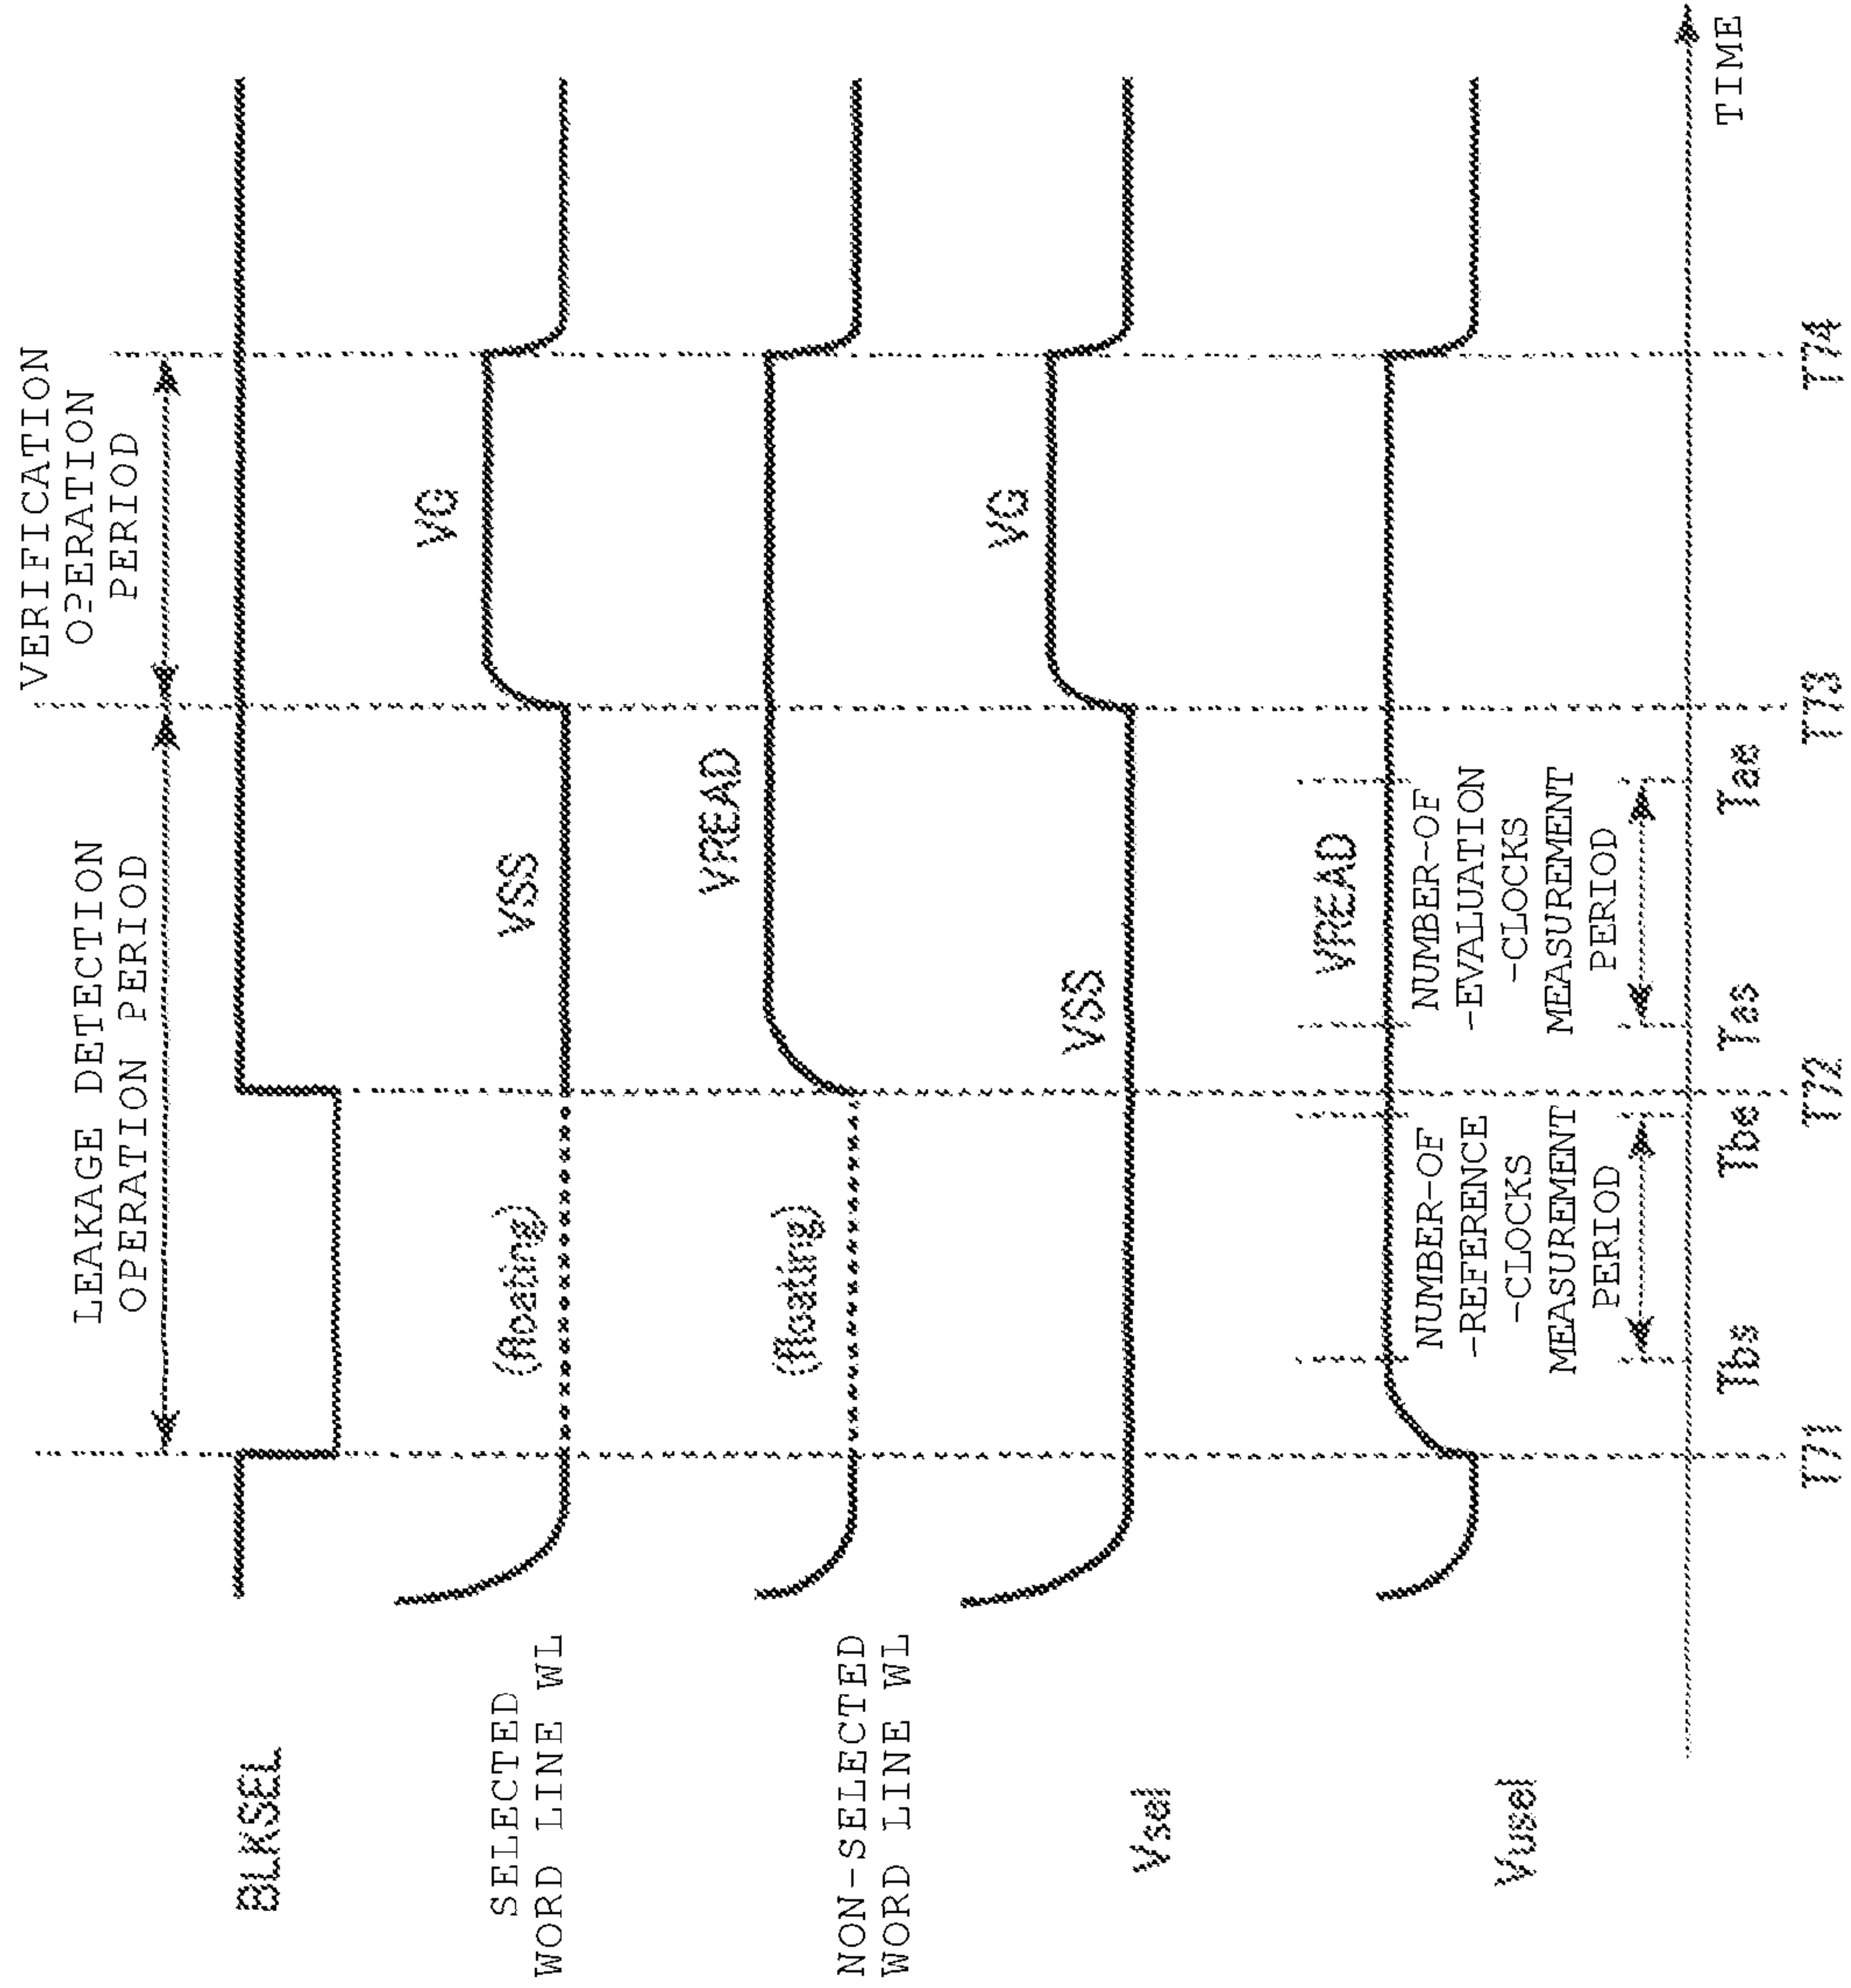 LEAKAGE DETECTION
OPERATION PERIOD
VERIFICATION
OPERATION
PERIOD
BLKSEL
SELECTED
WORD LINE WL
(floating)
VSS
VG
NON-SELECTED
WORD LINE WL
(floating)
VREAD
Vsel
VSS
VG
Vusel
VREAD
NUMBER-OF
-REFERENCE
-CLOCKS
MEASUREMENT
PERIOD
NUMBER-OF
-EVALUATION
-CLOCKS
MEASUREMENT
PERIOD
TIME
Tbs
Tbe
Tas
Tae
T71
T72
T73
T74